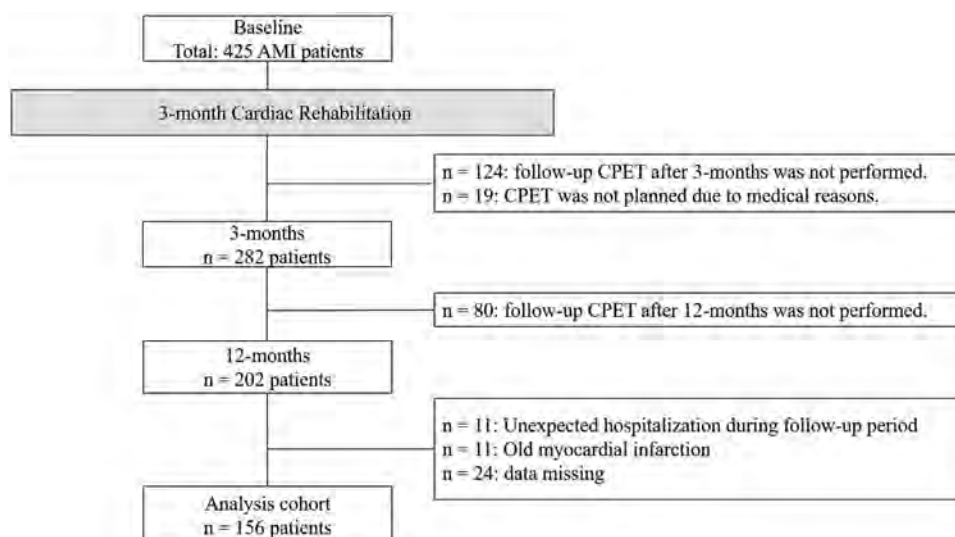 Baseline
Total: 425 AMI patients
3-month Cardiac Rehabilitation
n = 124: follow-up CPET after 3-months was not performed.
n = 19: CPET was not planned due to medical reasons.
3-months
n = 282 patients
n = 80: follow-up CPET after 12-months was not performed.
12-months
n = 202 patients
n = 11: Unexpected hospitalization during follow-up period
n = 11: Old myocardial infarction
n = 24: data missing
Analysis cohort
n = 156 patients